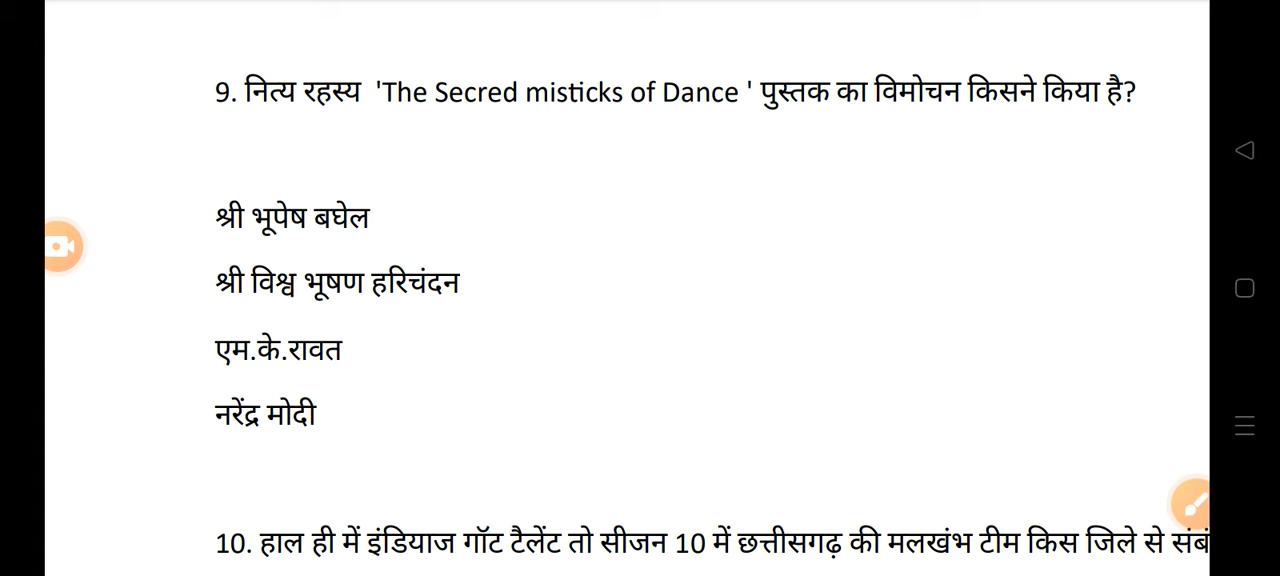 9. नित्य रहस्य 'The Secred misticks of Dance ' पुस्तक का विमोचन किसने किया है?
श्री भूपेष बघेल
श्री विश्व भूषण हरिचंदन
एम.के.रावत
नरेंद्र मोदी
10. हाल ही में इंडियाज गॉट टैलेंट तो सीजन 10 में छत्तीसगढ़ की मलखंभ टीम किस जिले से